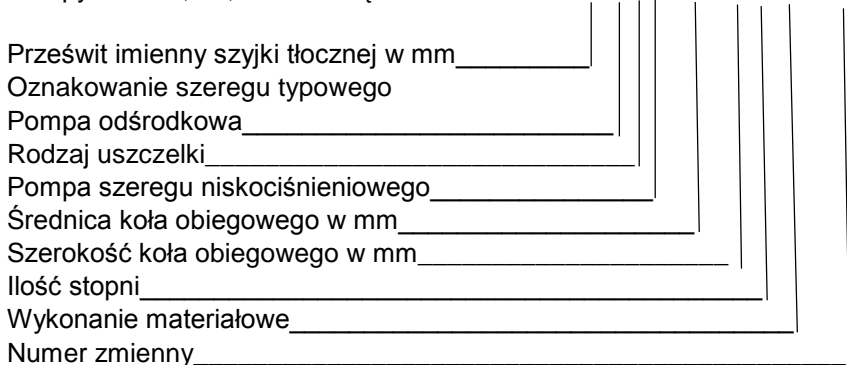 Prześwit imienny szyjki tłocznej w mm
Oznakowanie szeregu typowego
Pompa odśrodkowa
Rodzaj uszczelki
Pompa szeregu niskociśnieniowego
Średnica koła obiegowego w mm
Szerokość koła obiegowego w mm
Ilość stopni
Wykonanie materiałowe
Numer zmienny